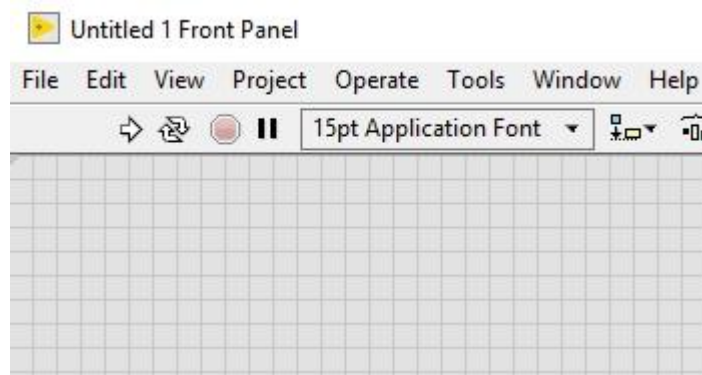 Untitled 1 Front Panel
File Edit View Project Operate Tools Window Help
15pt Application Font